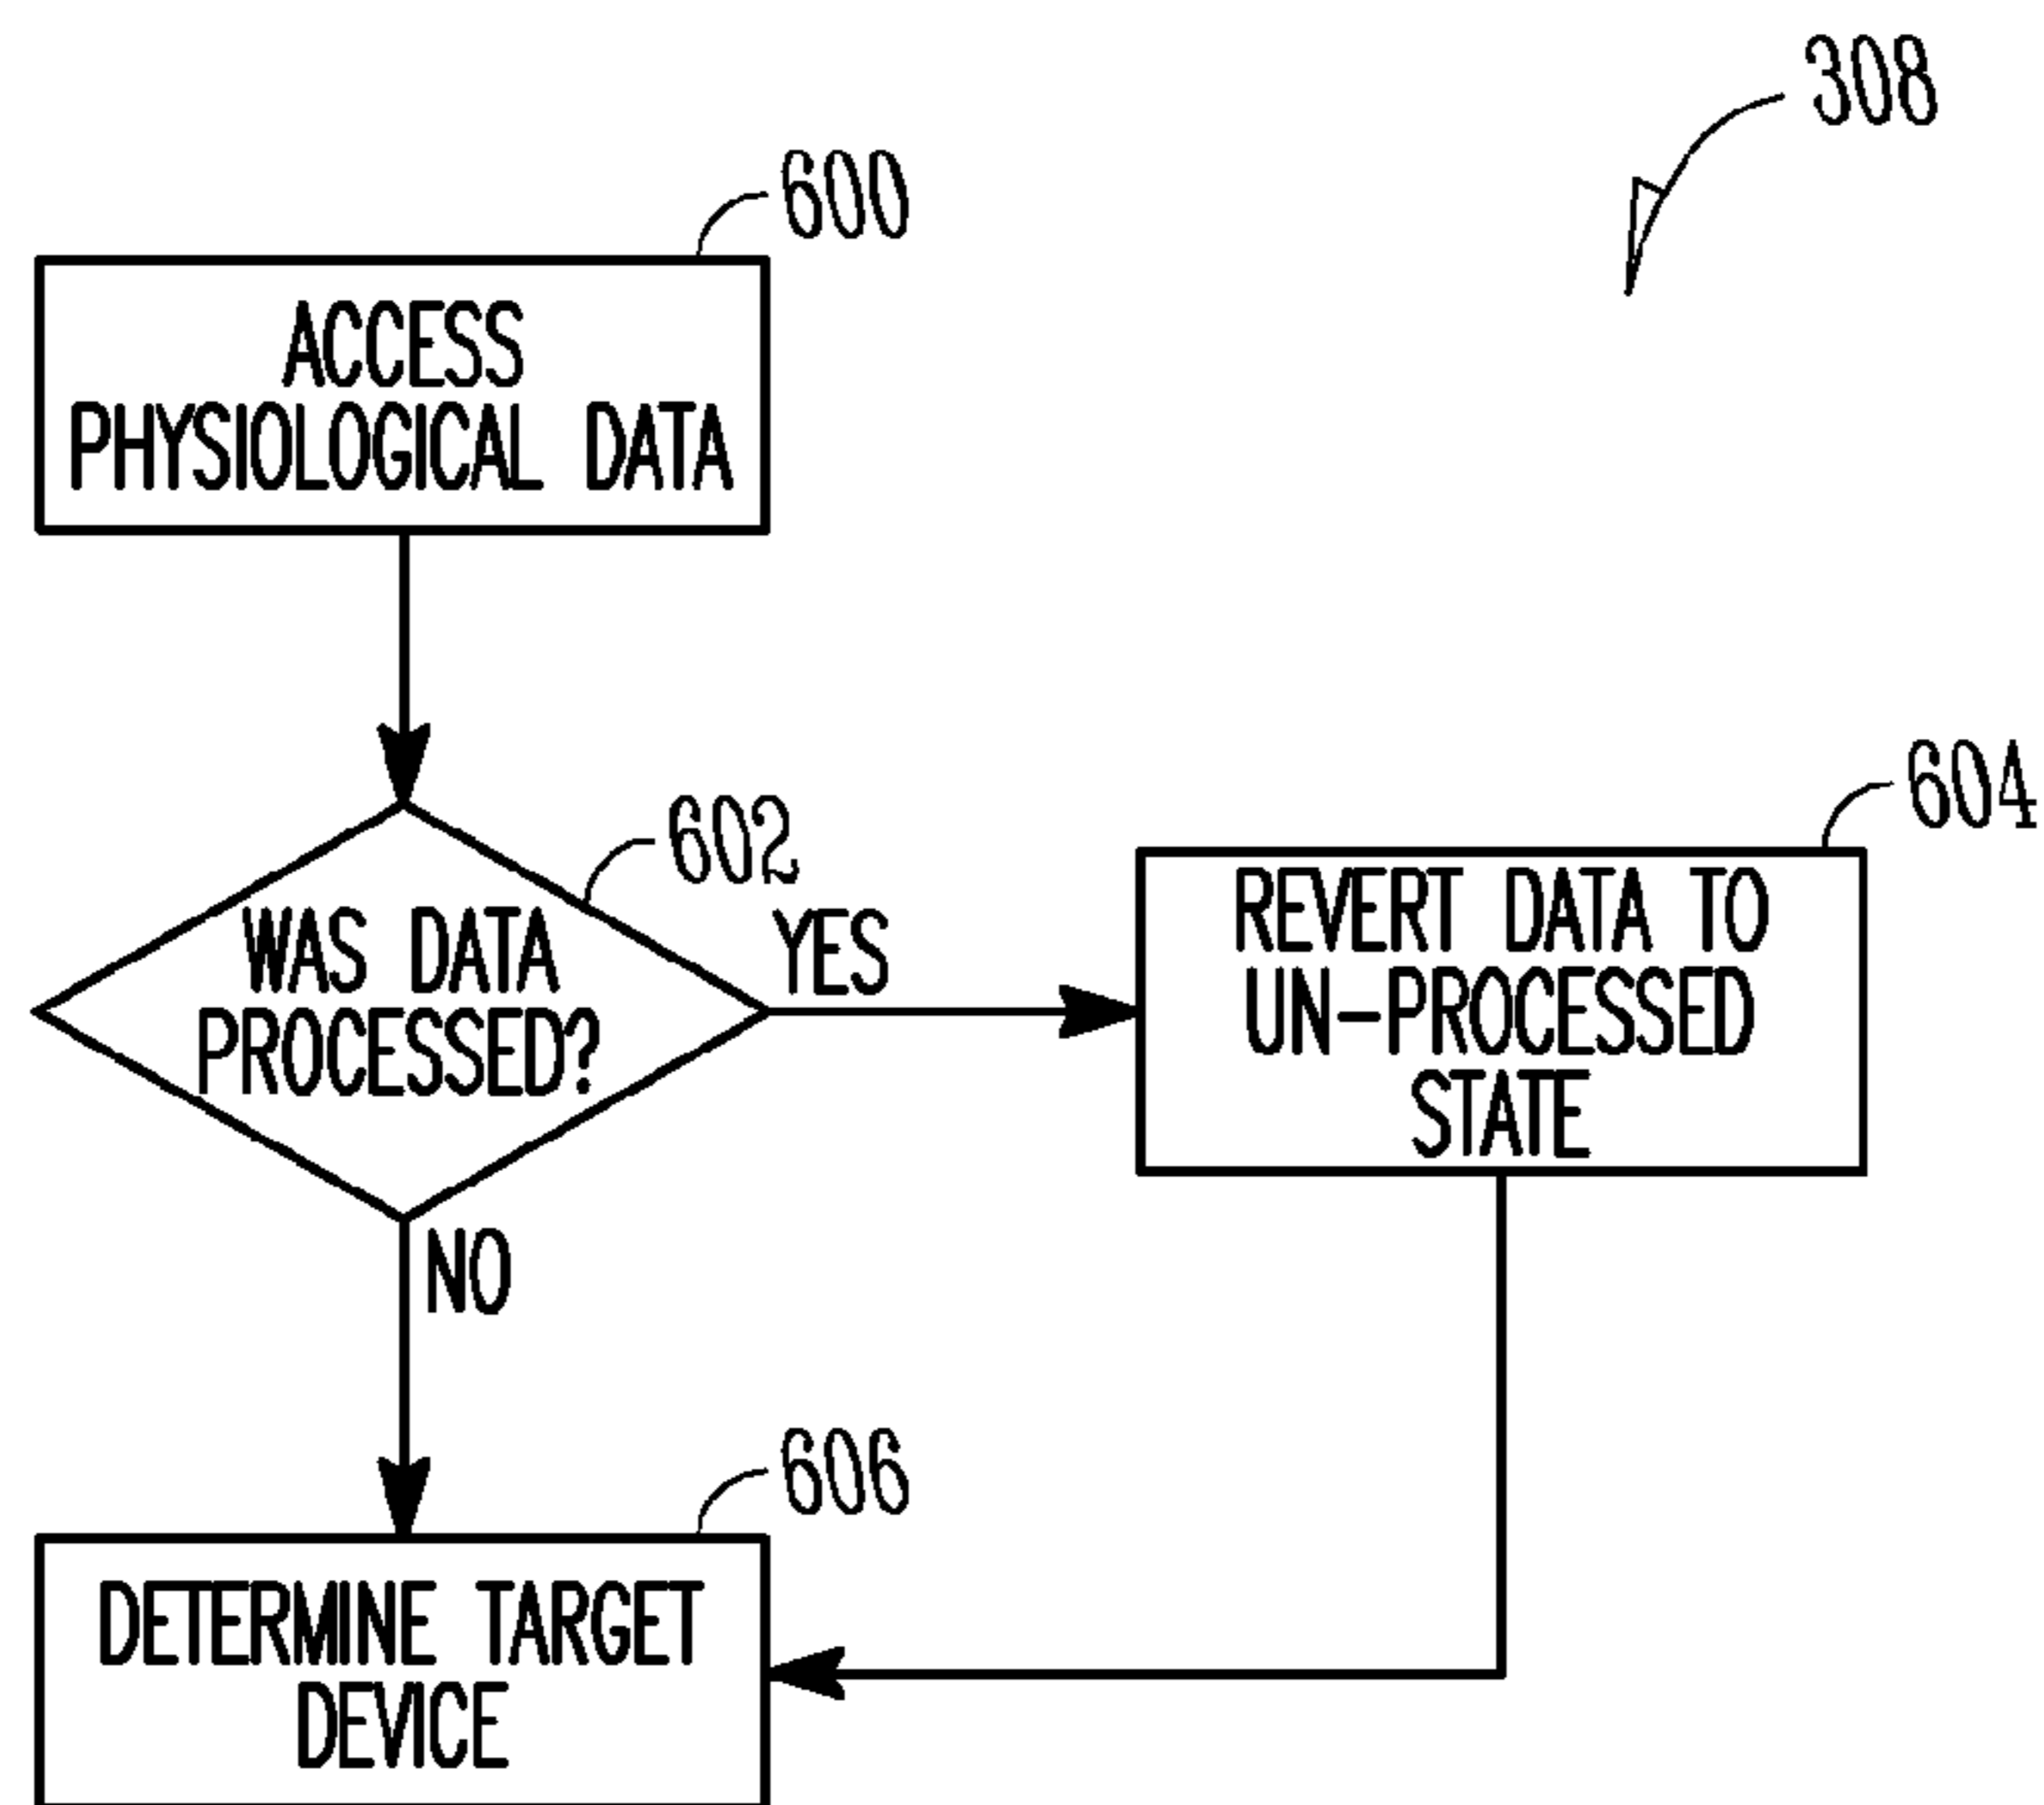 308
600
ACCESS
PHYSIOLOGICAL DATA
602
WAS DATA
PROCESSED?
YES
604
REVERT DATA TO
UN-PROCESSED
STATE
NO
606
DETERMINE TARGET
DEVICE